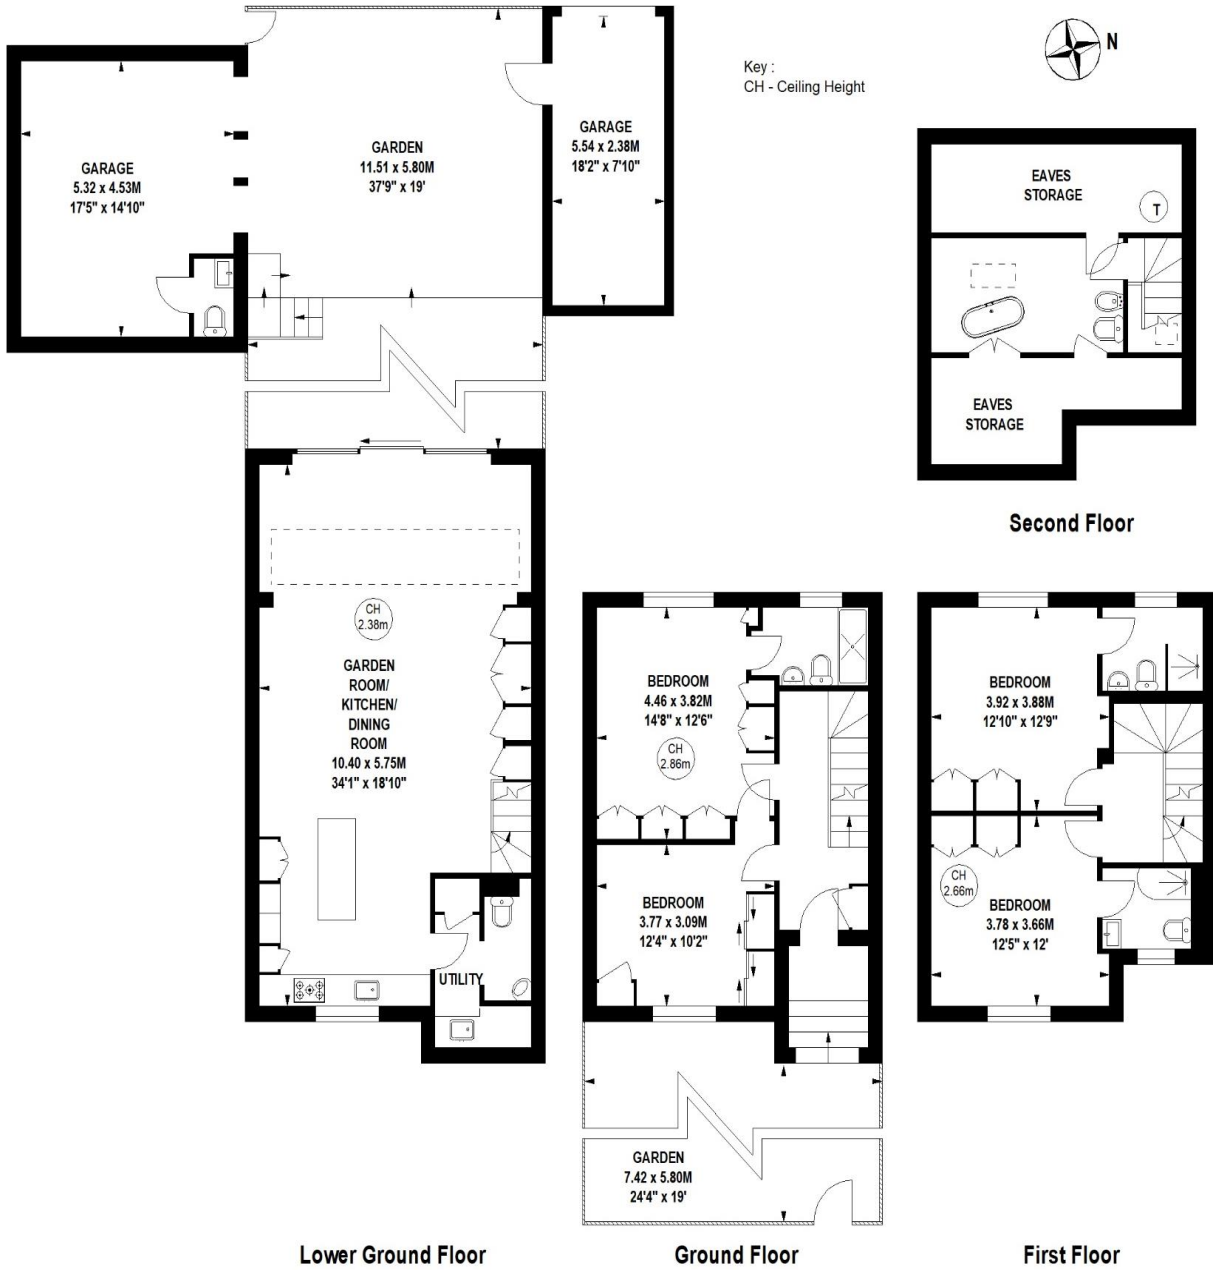 Key :
CH - Ceiling Height
N
GARAGE
5.32 x 4.53M
17'5" x 14'10"
GARDEN
11.51 x 5.80M
37'9" x 19'
GARAGE
5.54 x 2.38M
18'2" x 7'10"
EAVES
STORAGE
T
EAVES
STORAGE
Second Floor
CH
2.38m
GARDEN
ROOM/
KITCHEN/
DINING
ROOM
10.40 x 5.75M
34'1" x 18'10"
UTILITY
Lower Ground Floor
BEDROOM
4.46 x 3.82M
14'8" x 12'6"
CH
2.86m
BEDROOM
3.77 x 3.09M
12'4" x 10'2"
GARDEN
7.42 x 5.80M
24'4" x 19'
Ground Floor
BEDROOM
3.92 x 3.88M
12'10" x 12'9"
CH
2.66m
BEDROOM
3.78 x 3.66M
12'5" x 12'
First Floor